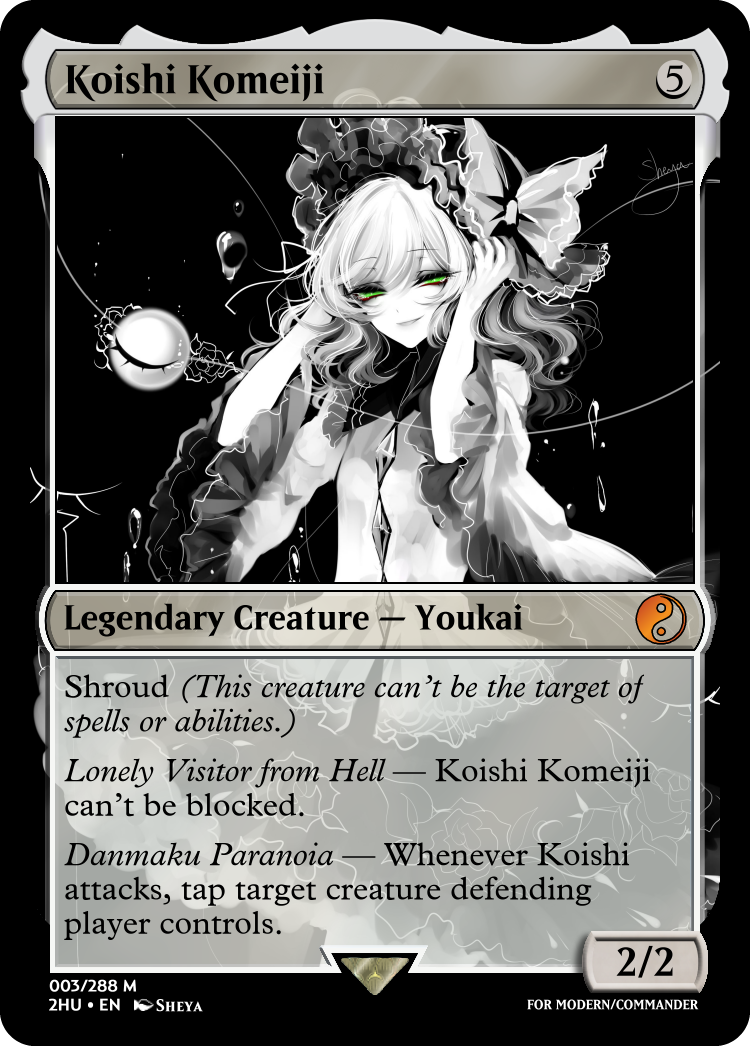 Koishi Komeiji 5
Sheya
Legendary Creature — Youkai
Shroud (This creature can't be the target of
spells or abilities.)
Lonely Visitor from Hell — Koishi Komeiji
can't be blocked.
Danmaku Paranoia — Whenever Koishi
attacks, tap target creature defending
player controls.
2/2
003/288 M
2HU • EN SHEYA
FOR MODERN/COMMANDER